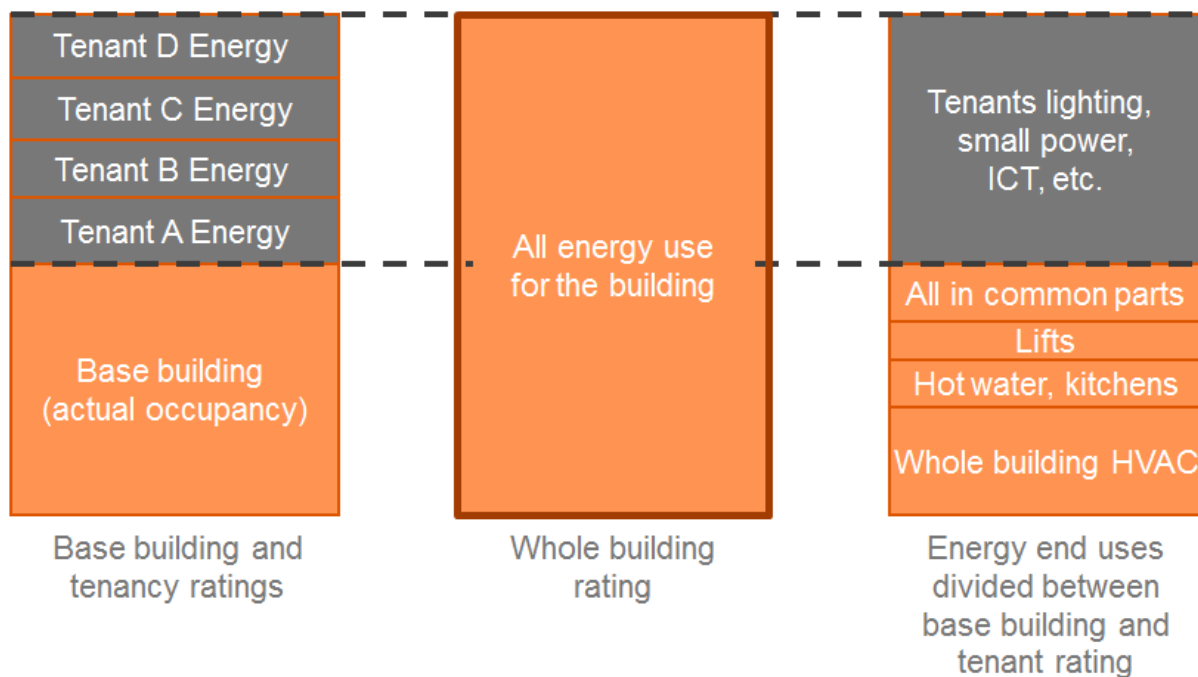 Tenant D Energy
Tenant C Energy
Tenant B Energy
Tenant A Energy
Base building
(actual occupancy)
Base building and
tenancy ratings
All energy use
for the building
Whole building
rating
Tenants lighting,
small power,
ICT, etc.
All in common parts
Lifts
Hot water, kitchens
Whole building HVAC
Energy end uses
divided between
base building and
tenant rating